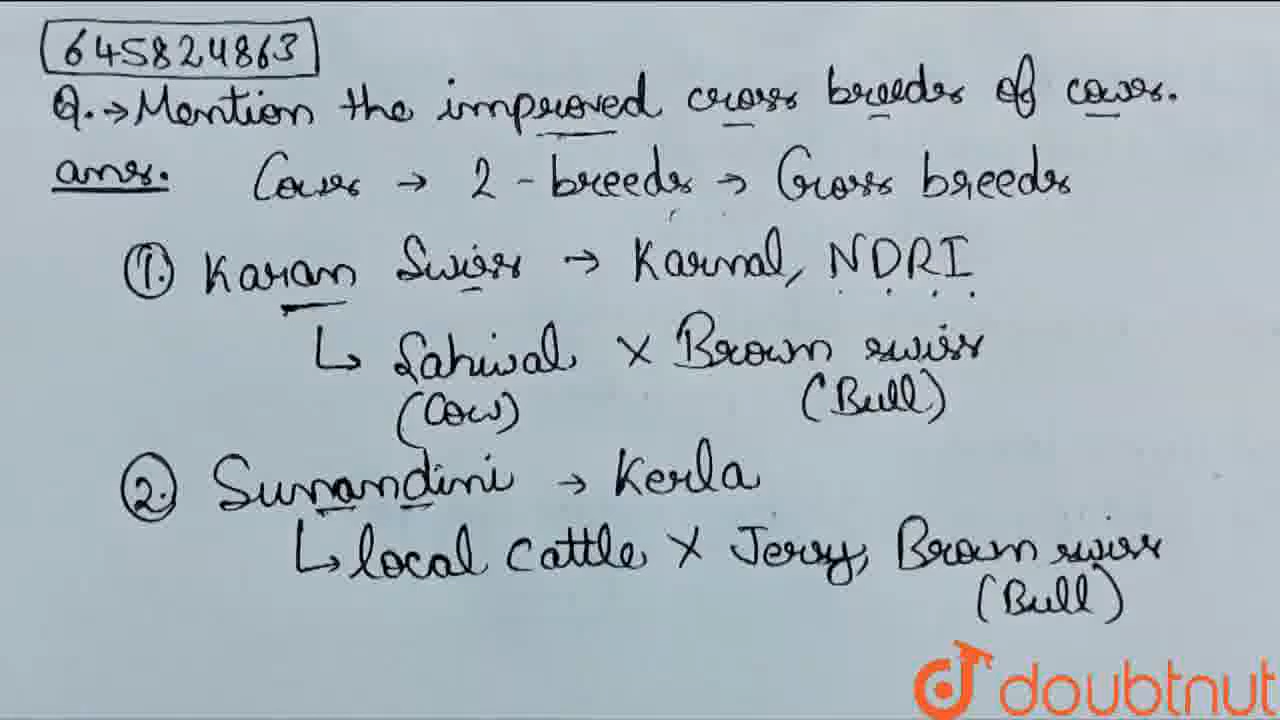 645824863
Q.→Mention the improved cross breeds of cows.
ans. Cows → 2-breeds → Cross breeds
1. Karan Swiss → Karnal, NDRI
↳ Sahiwal × Brown swiss
(Cow) (Bull)
2. Sunandini → Kerla
↳ local cattle × Jersy, Brown swiss
(Bull)
doubtnut